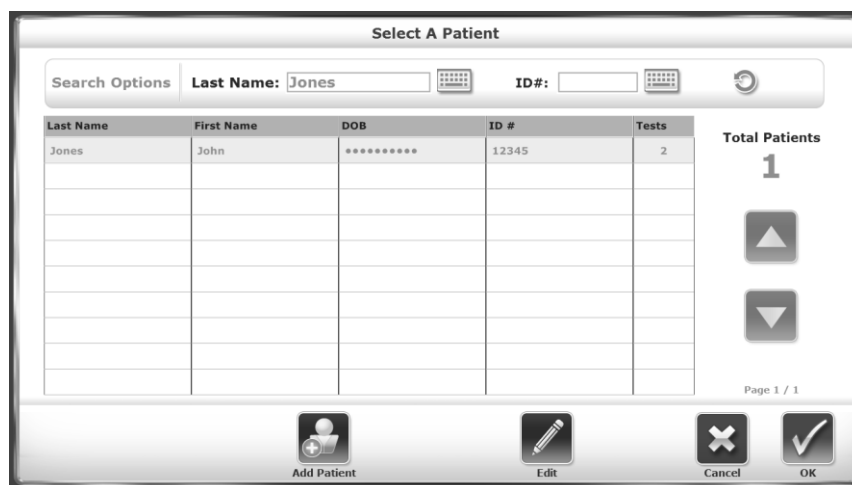 Select A Patient
Search Options Last Name: Jones ID#:
Last Name First Name DOB ID # Tests
Jones John •••••••••• 12345 2
Total Patients
1
Page 1 / 1
Add Patient Edit Cancel OK